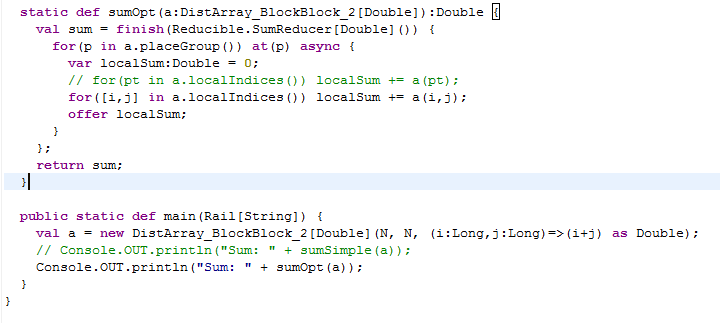 static def sumOpt(a:DistArray_BlockBlock_2[Double]):Double {
val sum = finish(Reducible.SumReducer[Double]()) {
for(p in a.placeGroup()) at(p) async {
var localSum:Double = 0;
// for(pt in a.localIndices()) localSum += a(pt);
for([i,j] in a.localIndices()) localSum += a(i,j);
offer localSum;
}
};
return sum;
}
public static def main(Rail[String]) {
val a = new DistArray_BlockBlock_2[Double](N, N, (i:Long,j:Long)=>(i+j) as Double);
// Console.OUT.println("Sum: " + sumSimple(a));
Console.OUT.println("Sum: " + sumOpt(a));
}
}